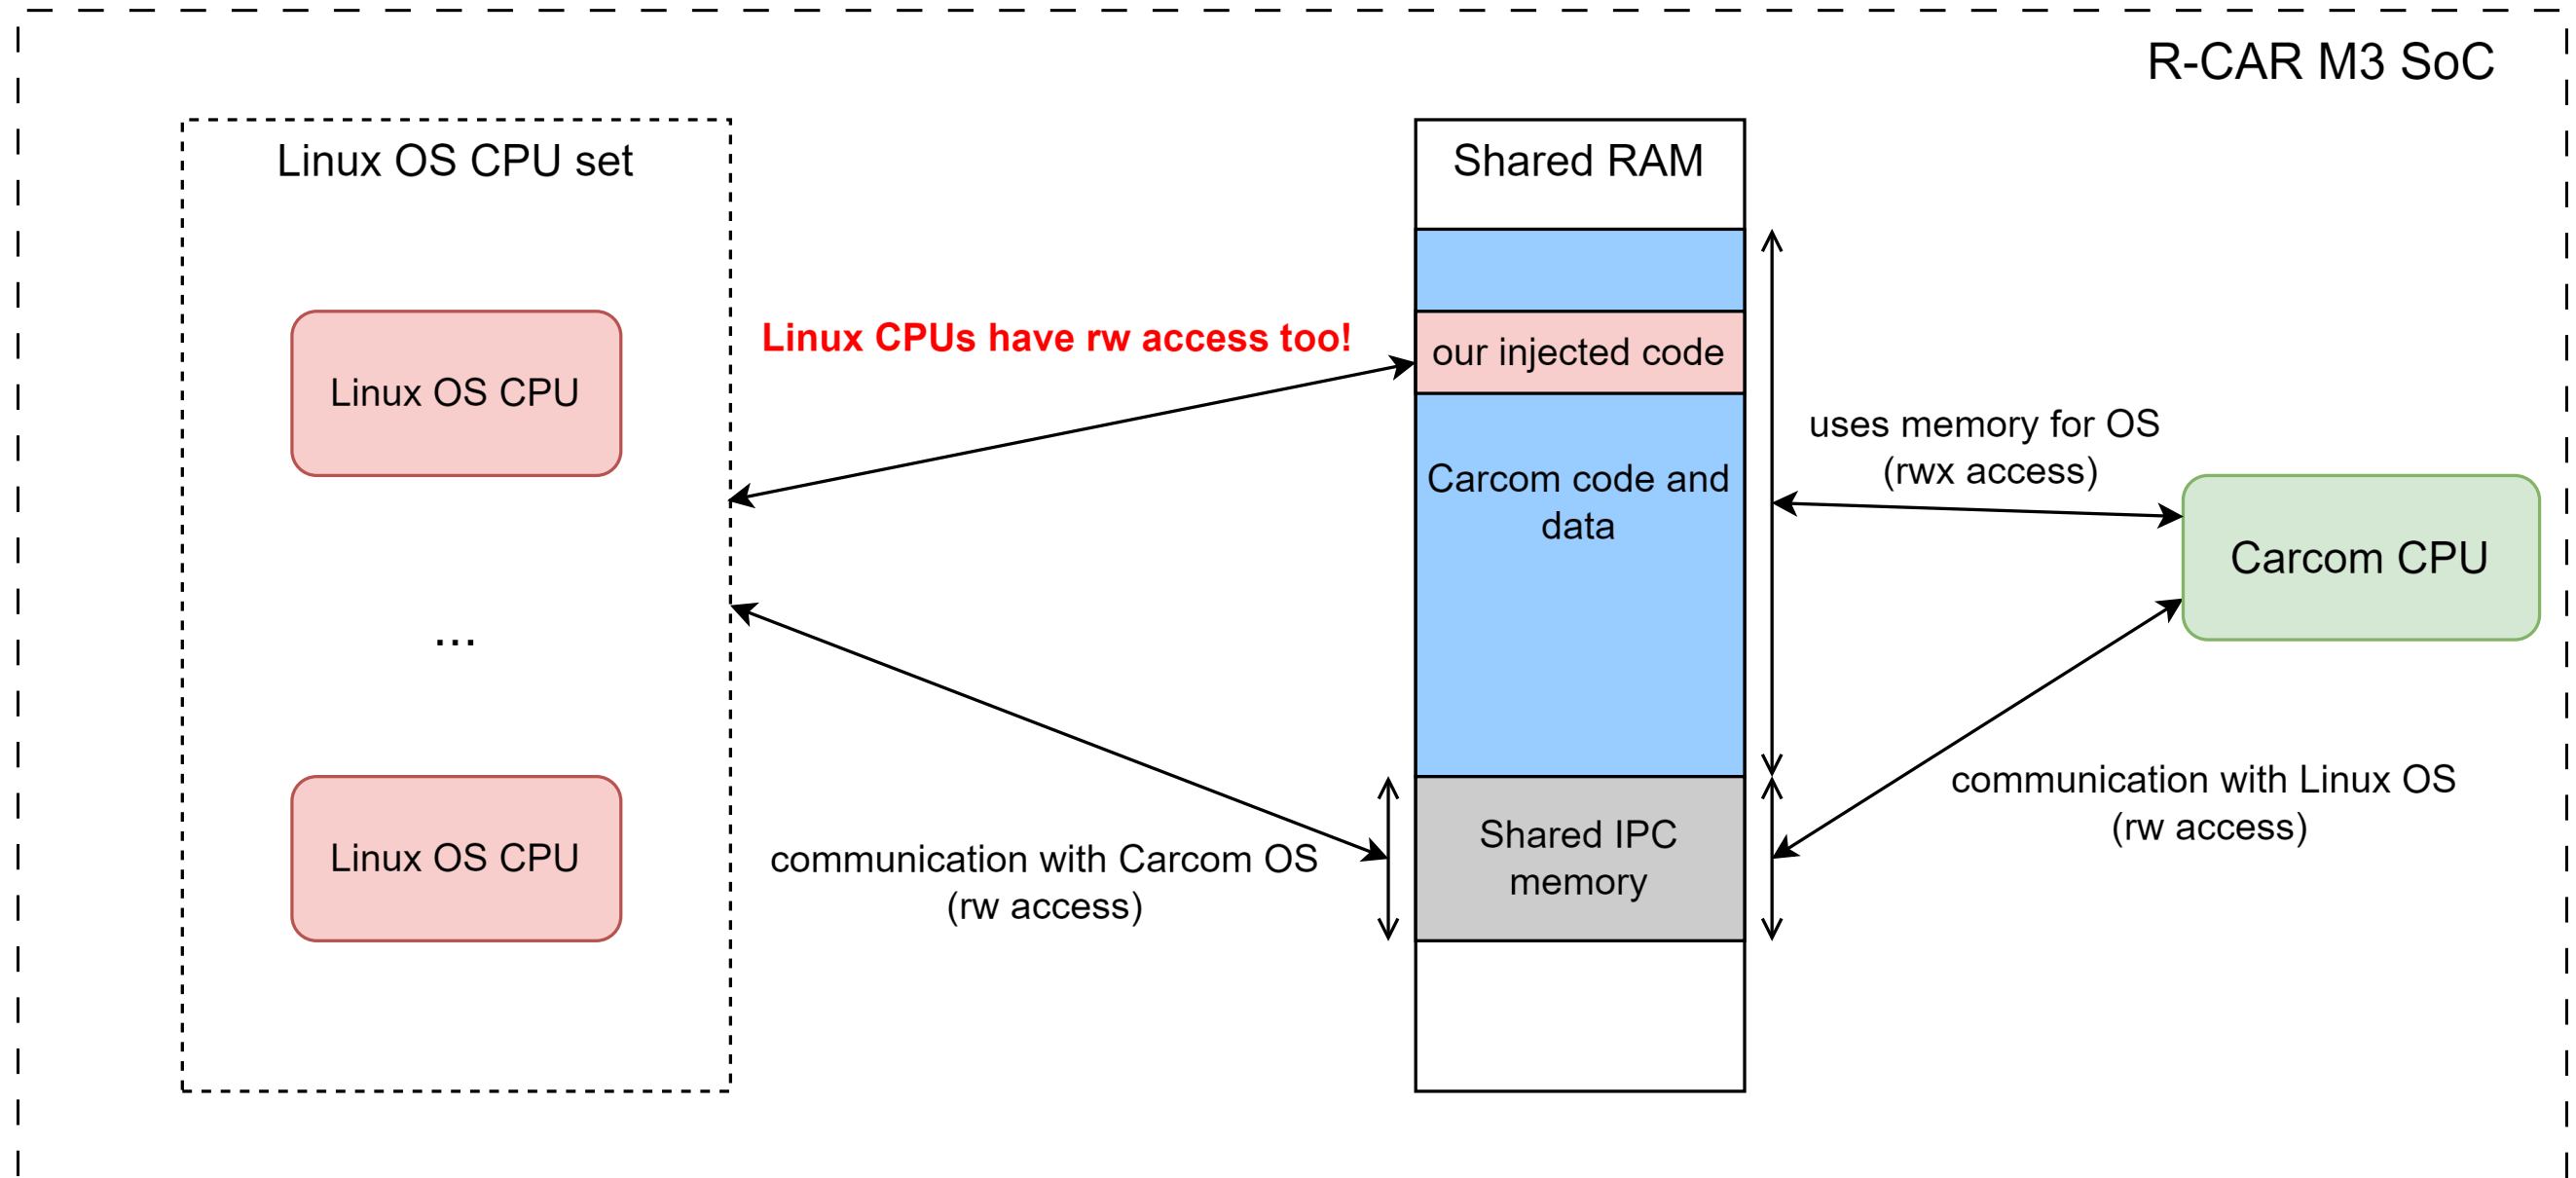 R-CAR M3 SoC
Linux OS CPU set
Linux OS CPU
...
Linux OS CPU
Linux CPUs have rw access too!
communication with Carcom OS
(rw access)
Shared RAM
our injected code
Carcom code and
data
Shared IPC
memory
uses memory for OS
(rwx access)
Carcom CPU
communication with Linux OS
(rw access)